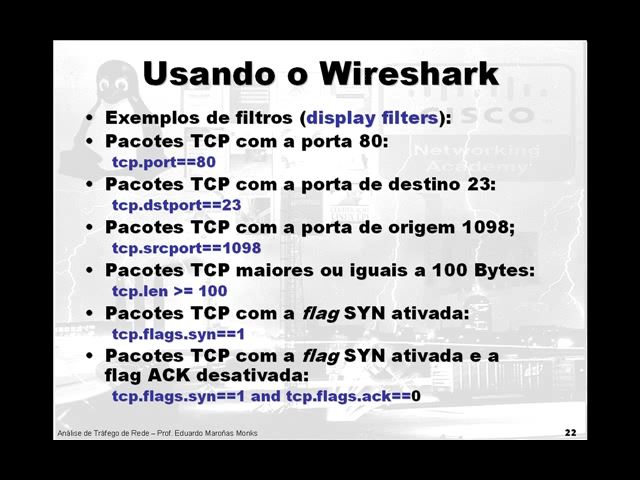 Usando o Wireshark
• Exemplos de filtros (display filters):
• Pacotes TCP com a porta 80:
tcp.port==80
• Pacotes TCP com a porta de destino 23:
tcp.dstport==23
• Pacotes TCP com a porta de origem 1098;
tcp.srcport==1098
• Pacotes TCP maiores ou iguais a 100 Bytes:
tcp.len >= 100
• Pacotes TCP com a flag SYN ativada:
tcp.flags.syn==1
• Pacotes TCP com a flag SYN ativada e a
flag ACK desativada:
tcp.flags.syn==1 and tcp.flags.ack==0
CISCO
Networking
Academy
Análise de Tráfego de Rede – Prof. Eduardo Maroñas Monks
22